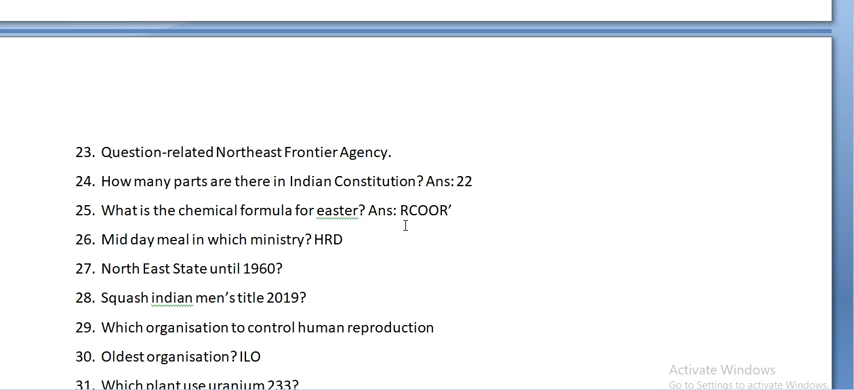 23. Question-related Northeast Frontier Agency.
24. How many parts are there in Indian Constitution? Ans: 22
25. What is the chemical formula for easter? Ans: RCOOR’
26. Mid day meal in which ministry? HRD
27. North East State until 1960?
28. Squash indian men’s title 2019?
29. Which organisation to control human reproduction
30. Oldest organisation? ILO
31. Which plant use uranium 233?
Activate Windows
Go to Settings to activate Windows.